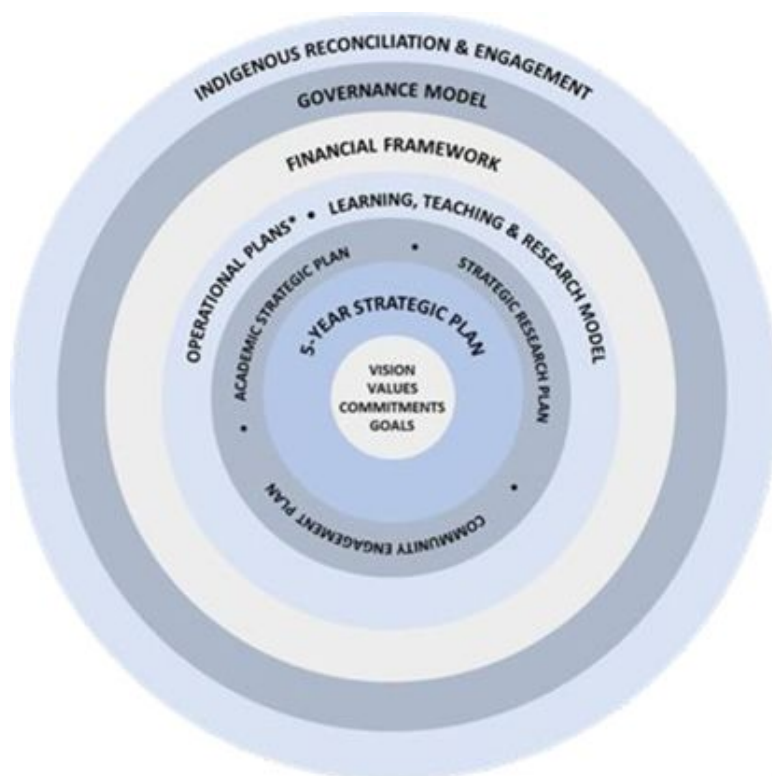 INDIGENOUS RECONCILIATION & ENGAGEMENT
GOVERNANCE MODEL
FINANCIAL FRAMEWORK
OPERATIONAL PLANS* • LEARNING, TEACHING & RESEARCH MODEL
• ACADEMIC STRATEGIC PLAN • STRATEGIC RESEARCH PLAN •
COMMUNITY ENGAGEMENT PLAN
5-YEAR STRATEGIC PLAN
VISION
VALUES
COMMITMENTS
GOALS